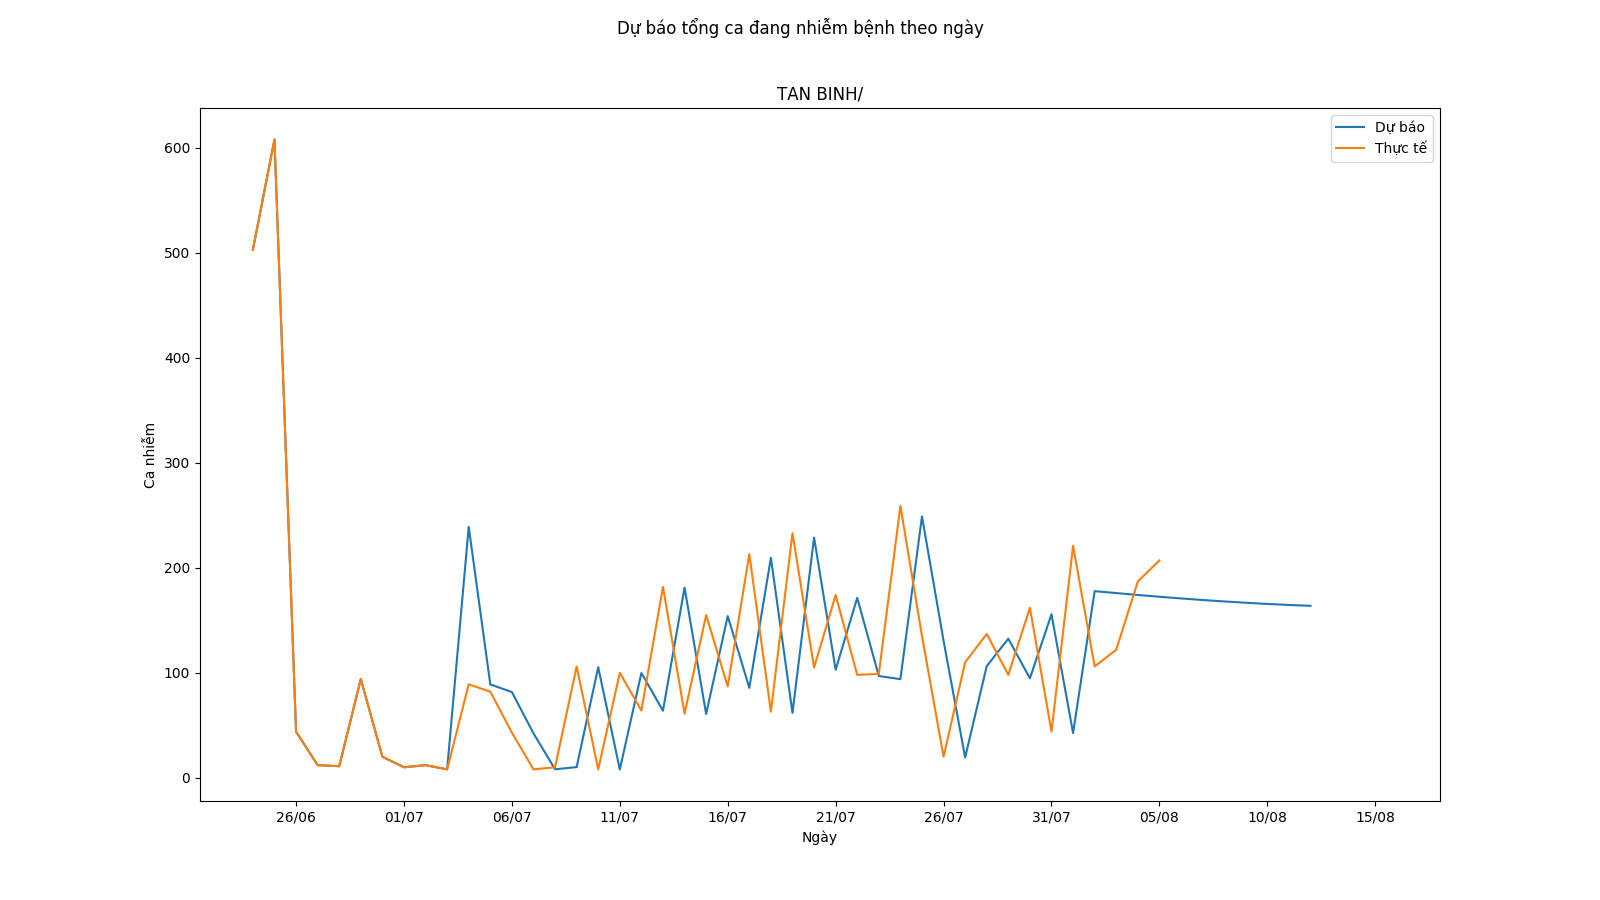 Dự báo tổng ca đang nhiễm bệnh theo ngày
TAN BINH/
Dự báo
Thực tế
600
500
400
300
200
100
0
Ca nhiễm
26/06 01/07 06/07 11/07 16/07 21/07 26/07 31/07 05/08 10/08 15/08
Ngày